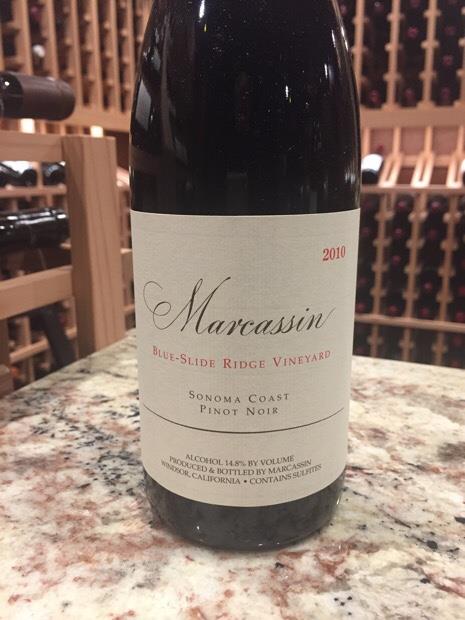 2010
Marcassin
Blue-Slide Ridge Vineyard
Sonoma Coast
Pinot Noir
ALCOHOL 14.8% BY VOLUME
PRODUCED & BOTTLED BY MARCASSIN
WINDSOR, CALIFORNIA • CONTAINS SULFITES